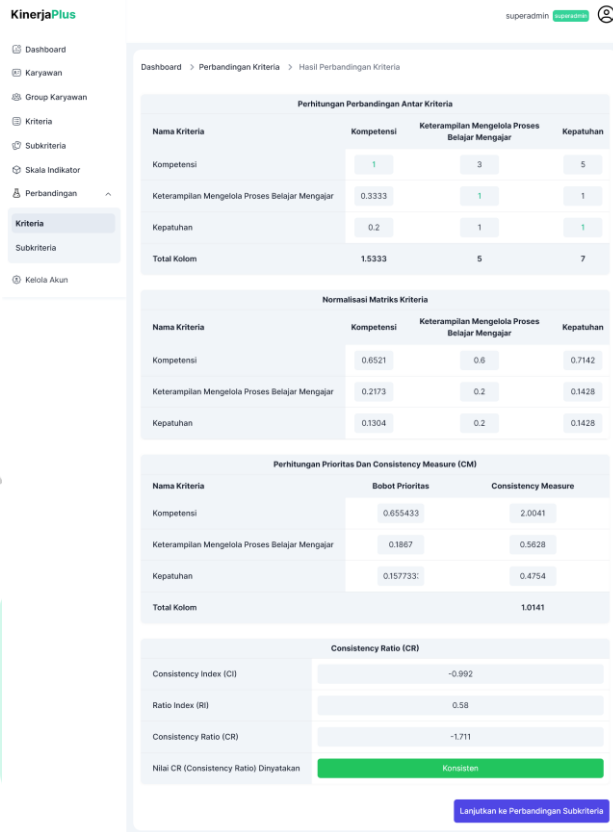 KinerjaPlus
superadmin superadmin
Dashboard
Karyawan
Group Karyawan
Kriteria
Subkriteria
Skala Indikator
Perbandingan
Kriteria
Subkriteria
Kelola Akun
Dashboard > Perbandingan Kriteria > Hasil Perbandingan Kriteria
Perhitungan Perbandingan Antar Kriteria
Nama Kriteria Kompetensi Keterampilan Mengelola Proses Belajar Mengajar Kepatuhan
Kompetensi 1 3 5
Keterampilan Mengelola Proses Belajar Mengajar 0.3333 1 1
Kepatuhan 0.2 1 1
Total Kolom 1.5333 5 7
Normalisasi Matriks Kriteria
Nama Kriteria Kompetensi Keterampilan Mengelola Proses Belajar Mengajar Kepatuhan
Kompetensi 0.6521 0.6 0.7142
Keterampilan Mengelola Proses Belajar Mengajar 0.2173 0.2 0.1428
Kepatuhan 0.1304 0.2 0.1428
Perhitungan Prioritas Dan Consistency Measure (CM)
Nama Kriteria Bobot Prioritas Consistency Measure
Kompetensi 0.655433 2.0041
Keterampilan Mengelola Proses Belajar Mengajar 0.1867 0.5628
Kepatuhan 0.157733 0.4754
Total Kolom 1.0141
Consistency Ratio (CR)
Consistency Index (CI) -0.992
Ratio Index (RI) 0.58
Consistency Ratio (CR) -1.711
Nilai CR (Consistency Ratio) Dinyatakan Konsisten
Lanjutkan ke Perbandingan Subkriteria